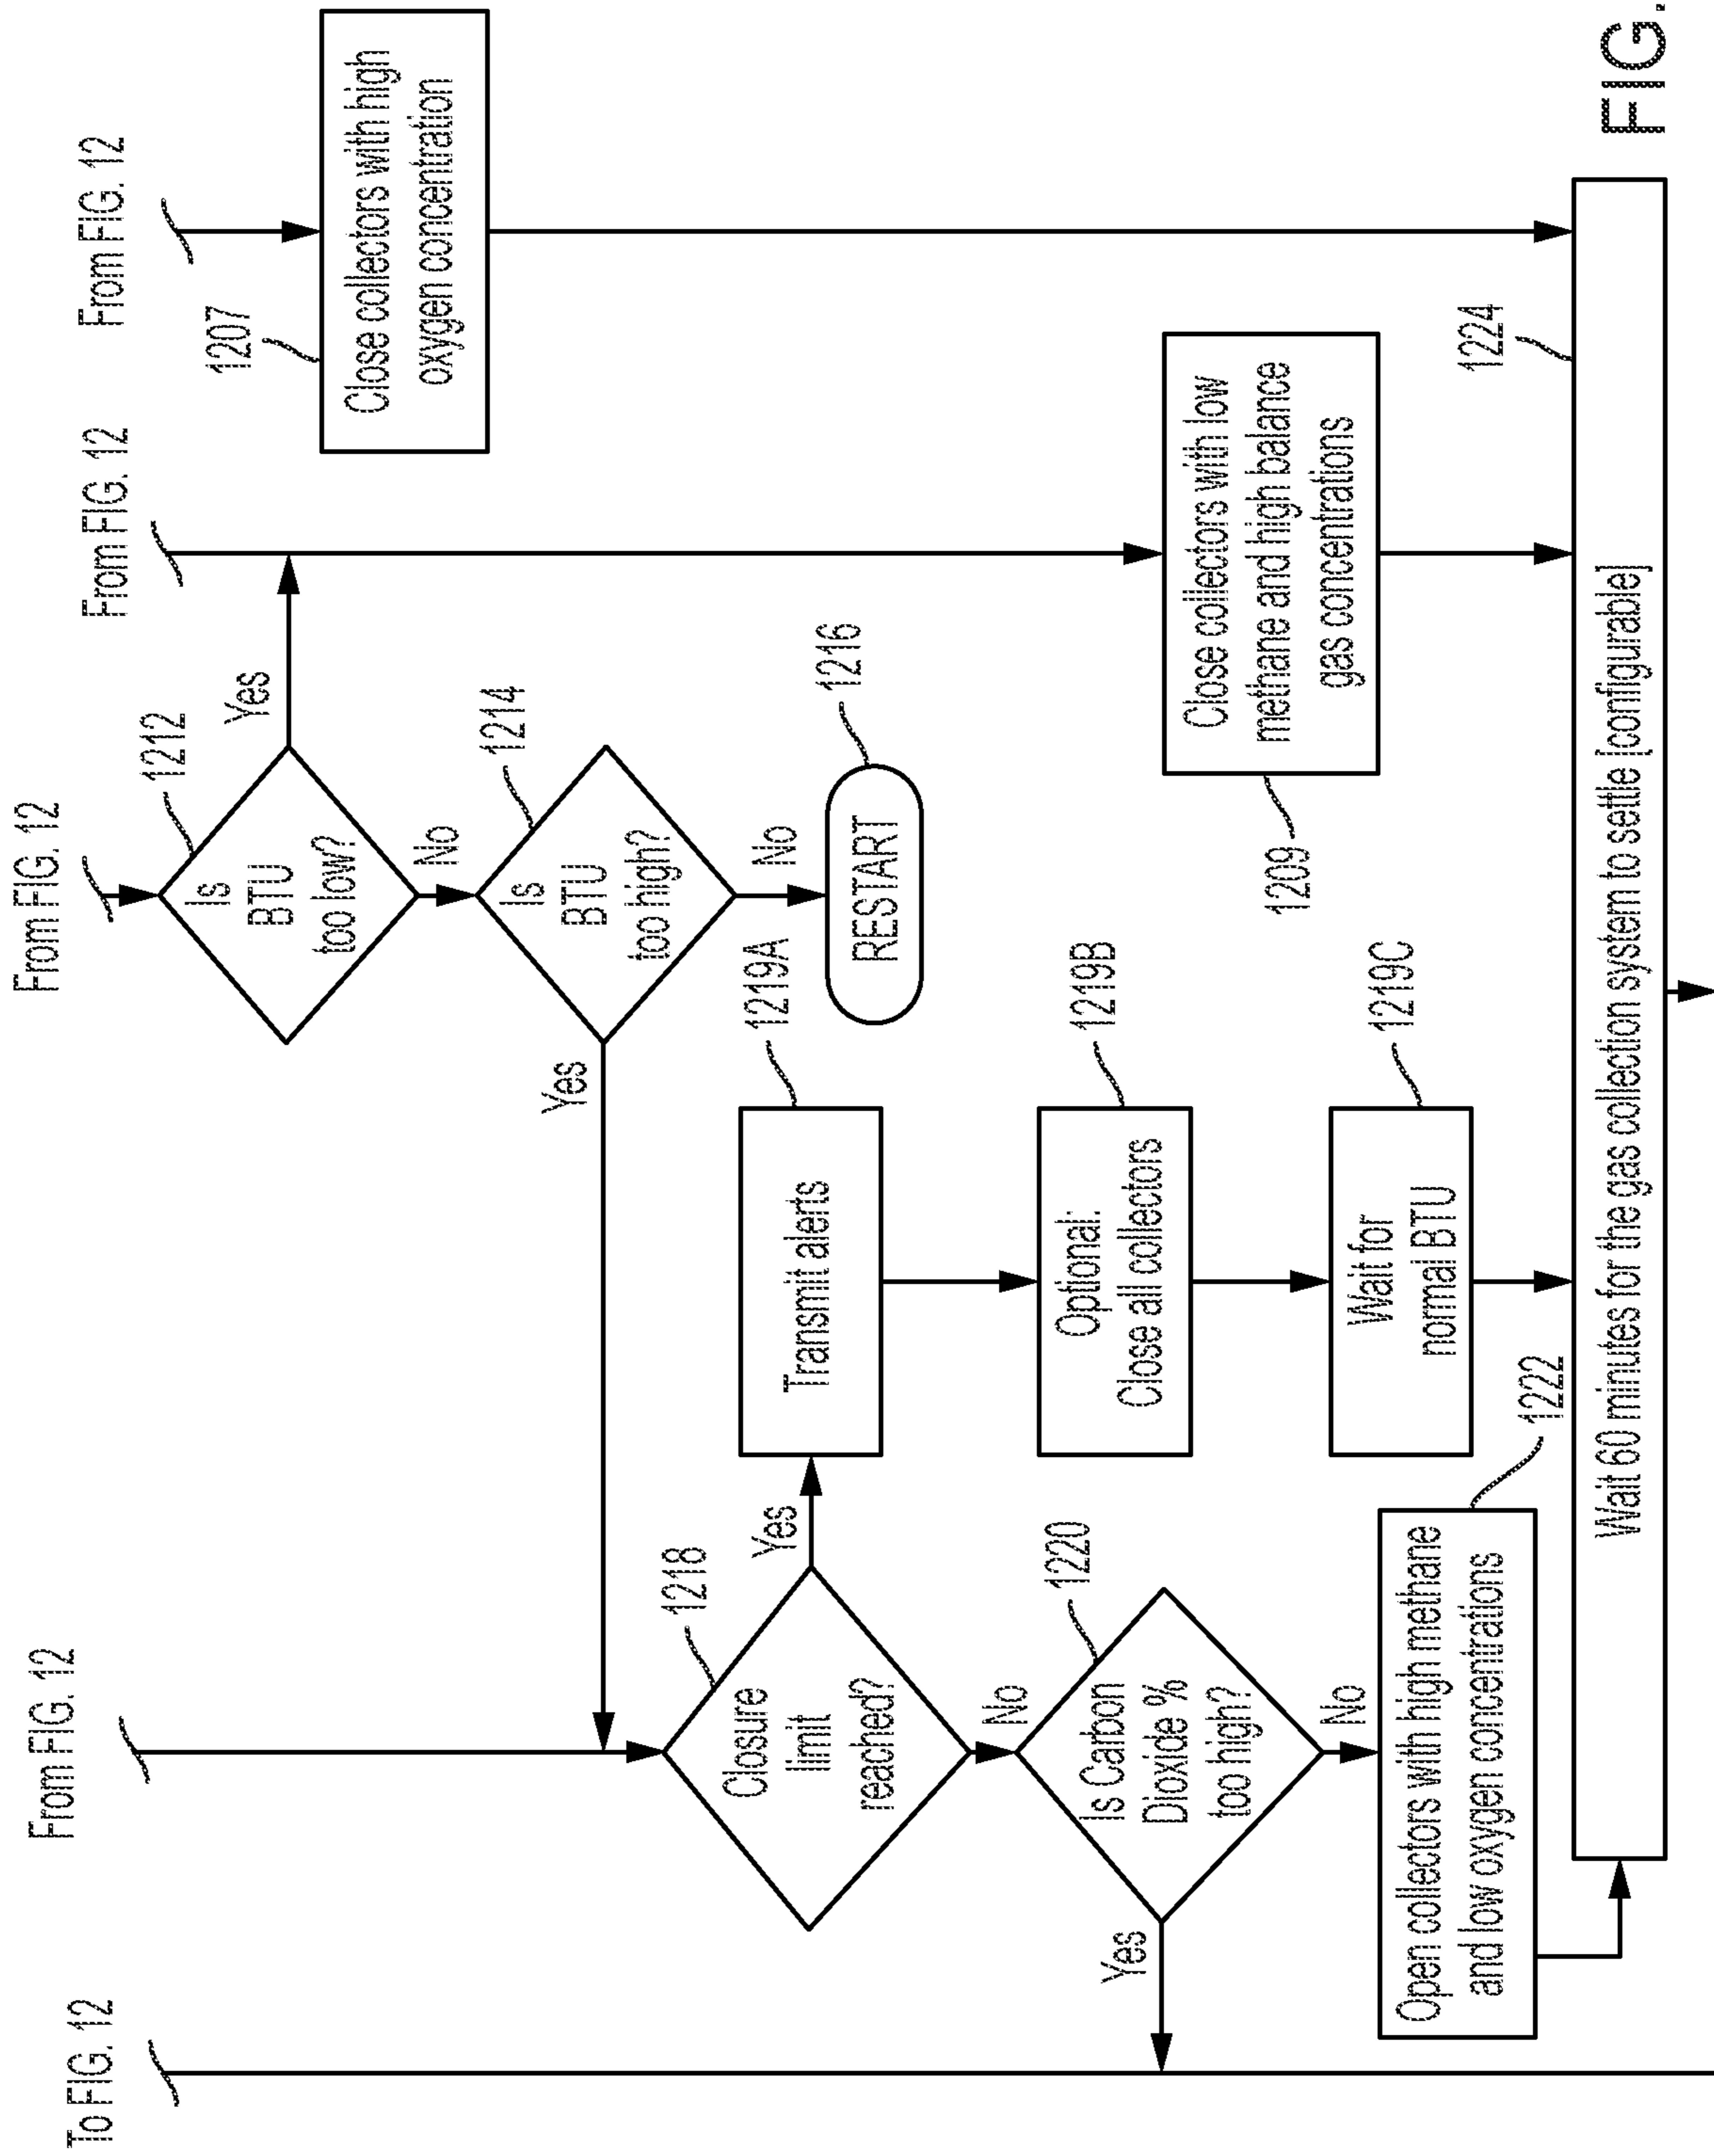 To FIG. 12
From FIG. 12
From FIG. 12
From FIG. 12
From FIG. 12
Is
BTU
too low?
1212
Yes
No
Is
BTU
too high?
1214
Yes
No
RESTART
1216
1207
Close collectors with high
oxygen concentration
Closure
limit
reached?
1218
Yes
No
Transmit alerts
1219A
Optional:
Close all collectors
1219B
Wait for
normal BTU
1219C
Is Carbon
Dioxide %
too high?
1220
Yes
No
Open collectors with high methane
and low oxygen concentrations
1222
Close collectors with low
methane and high balance
gas concentrations
1209
1224
Wait 60 minutes for the gas collection system to settle [configurable]
FIG.